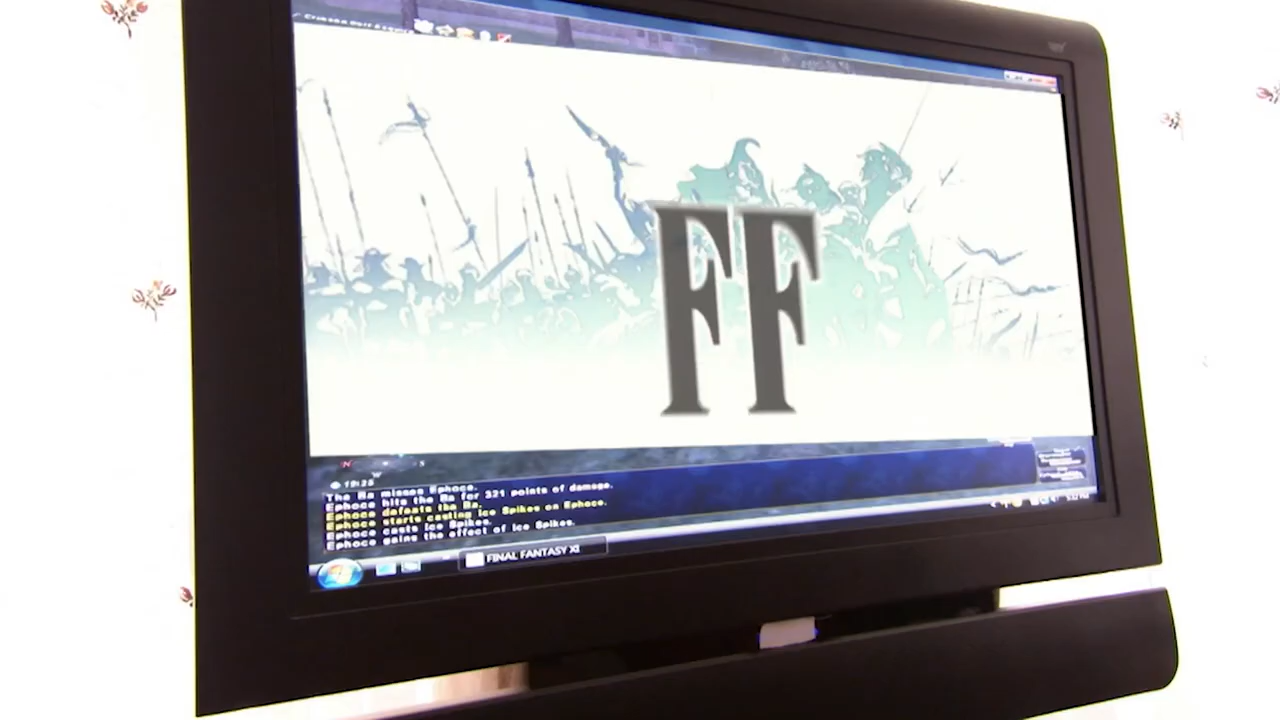 FF
19:25
The Ra misses Ephoce.
Ephoce hits the Ra for 321 points of damage.
Ephoce defeats the Ra.
Ephoce starts casting Ice Spikes on Ephoce.
Ephoce casts Ice Spikes.
Ephoce gains the effect of Ice Spikes.
FINAL FANTASY XI